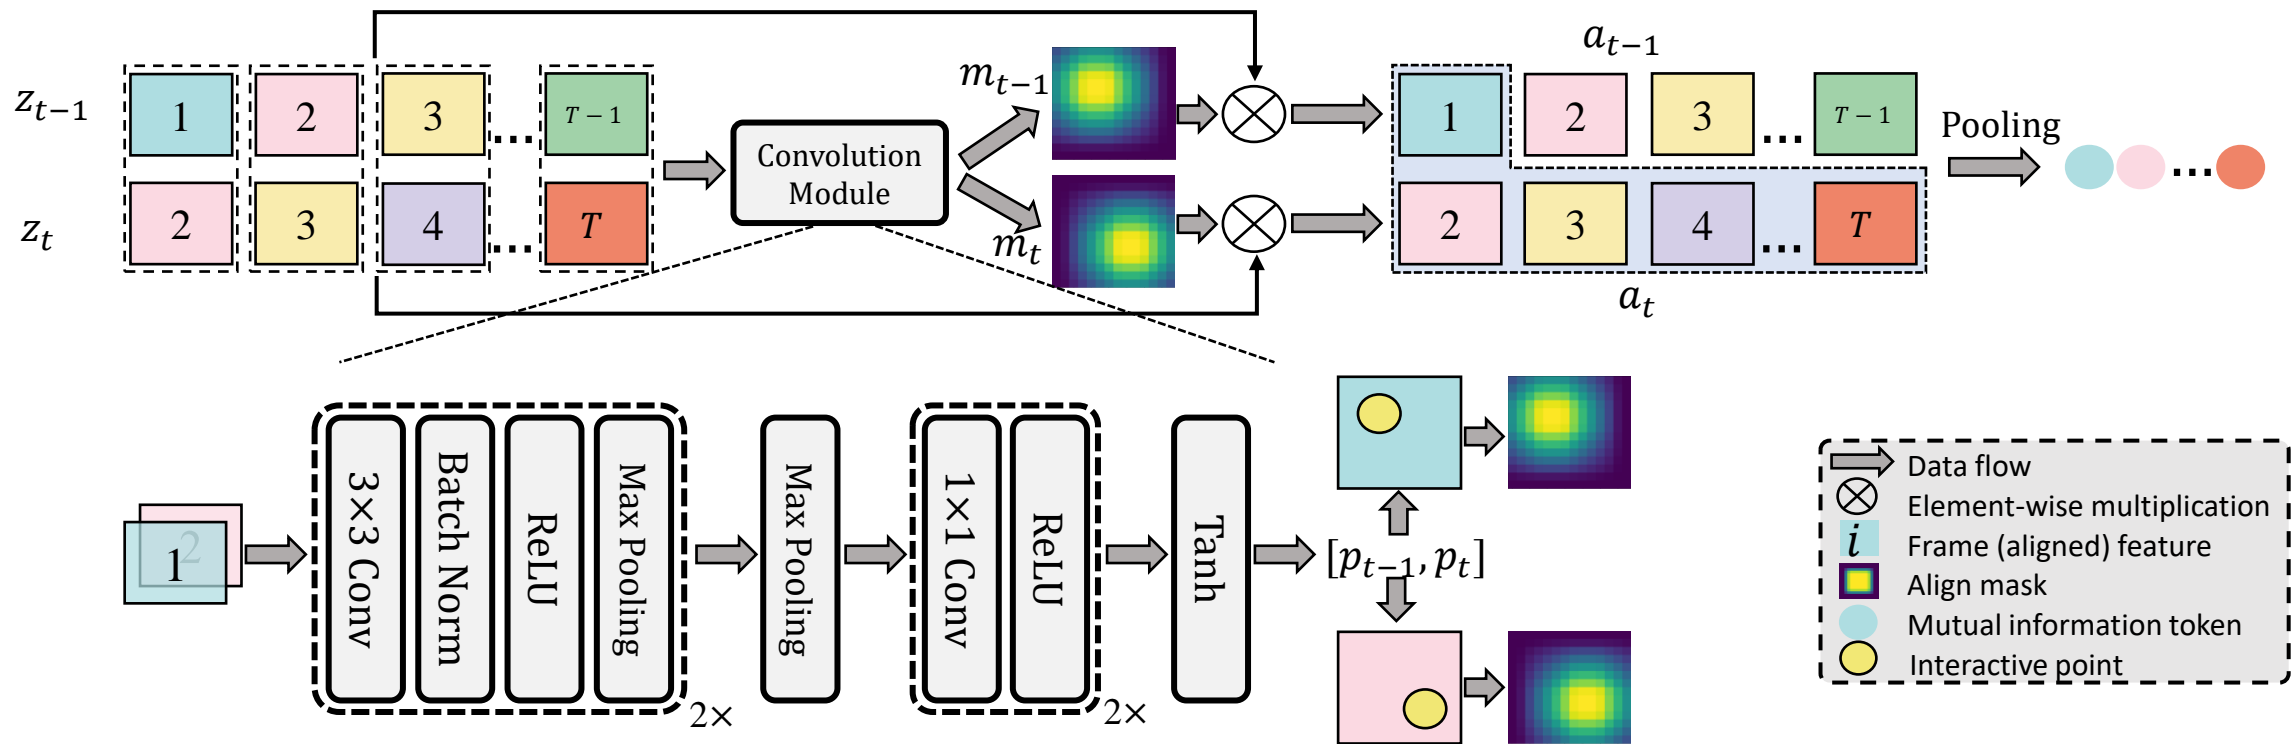 a_{t-1}
z_{t-1} 1 2 3 ... T − 1
m_{t-1}
1 2 3 ... T − 1
Pooling
Convolution
Module
z_t 2 3 4 ... T
m_t
2 3 4 ... T
...
a_t
1 2
3×3 Conv
Batch Norm
ReLU
Max Pooling
2×
Max Pooling
1×1 Conv
ReLU
2×
Tanh
[p_{t-1}, p_t]
Data flow
Element-wise multiplication
i Frame (aligned) feature
Align mask
Mutual information token
Interactive point